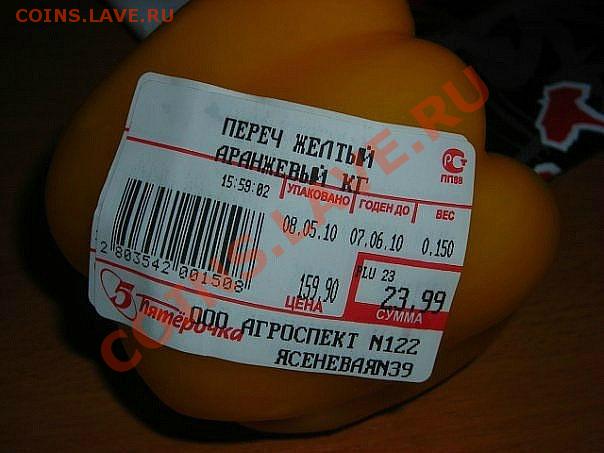 COINS.LAVE.RU
ПЕРЕЧ ЖЕЛТЫЙ
АРАНЖЕВЫЙ КГ
РС
ПП98
15:59:02 УПАКОВАНО ГОДЕН ДО ВЕС
08.05.10 07.06.10 0.150
2 803542 001508
PLU 23
159,90 23,99
ЦЕНА СУММА
5 Пятёрочка
ООО АГРОСПЕКТ N122
ЯСЕНЕВАЯN39
COINS.LAVE.RU